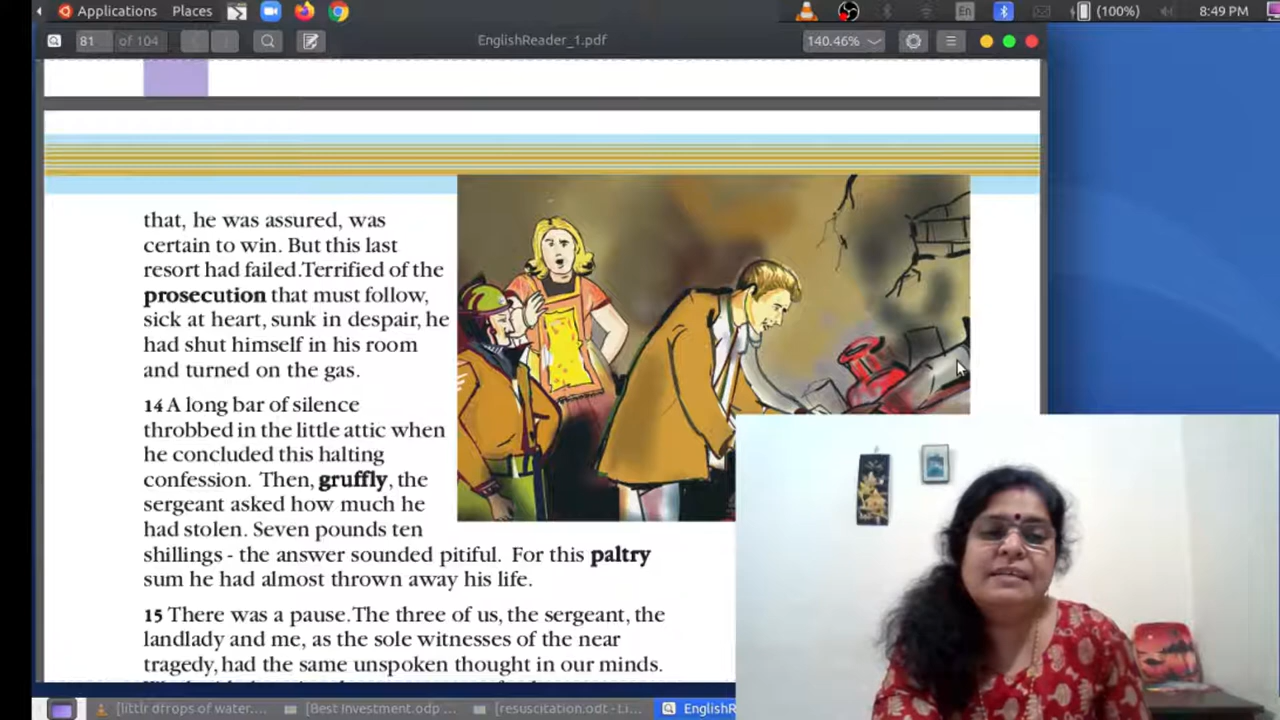 Applications Places En (100%) 8:49 PM
81 of 104 EnglishReader_1.pdf 140.46%
that, he was assured, was
certain to win. But this last
resort had failed.Terrified of the
prosecution that must follow,
sick at heart, sunk in despair, he
had shut himself in his room
and turned on the gas.
14 A long bar of silence
throbbed in the little attic when
he concluded this halting
confession. Then, gruffly, the
sergeant asked how much he
had stolen. Seven pounds ten
shillings - the answer sounded pitiful. For this paltry
sum he had almost thrown away his life.
15 There was a pause.The three of us, the sergeant, the
landlady and me, as the sole witnesses of the near
tragedy, had the same unspoken thought in our minds.
[littlr drops of water.... [Best Investment.odp ... [resuscitation.odt - Li... EnglishR